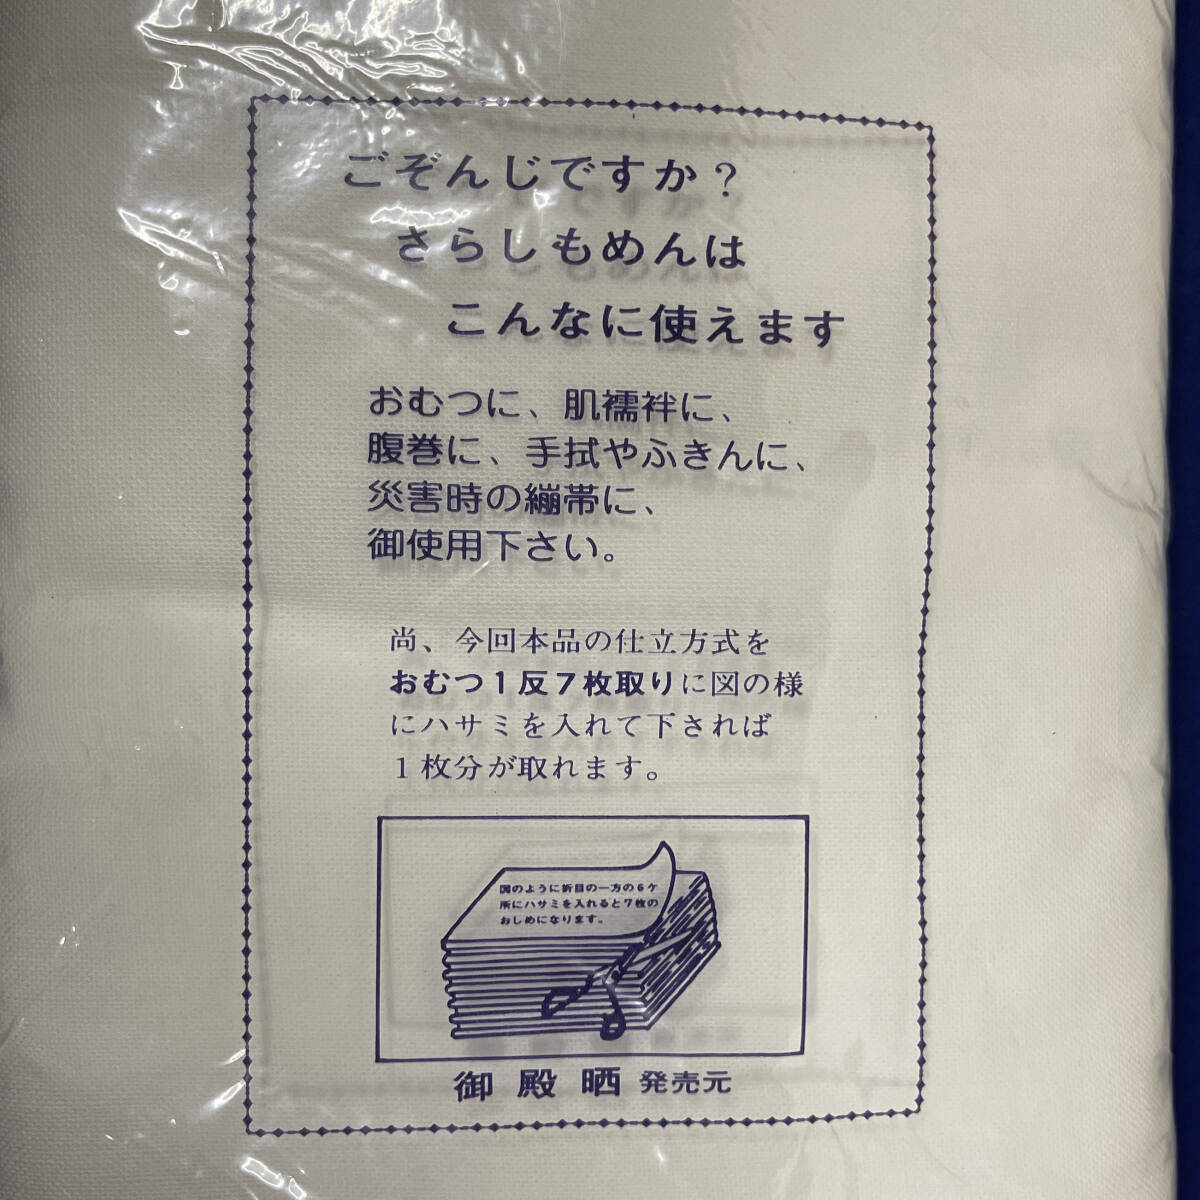 ごぞんじですか?
さらしもめんは
こんなに使えます
おむつに、肌襦袢に、
腹巻に、手拭やふきんに、
災害時の繃帯に、
御使用下さい。
尚、今回本品の仕立方式を
おむつ1反7枚取りに図の様
にハサミを入れて下されば
1枚分が取れます。
図のように折目の一方の6ケ
所にハサミを入れると7枚の
おしめになります。
御殿晒 発売元